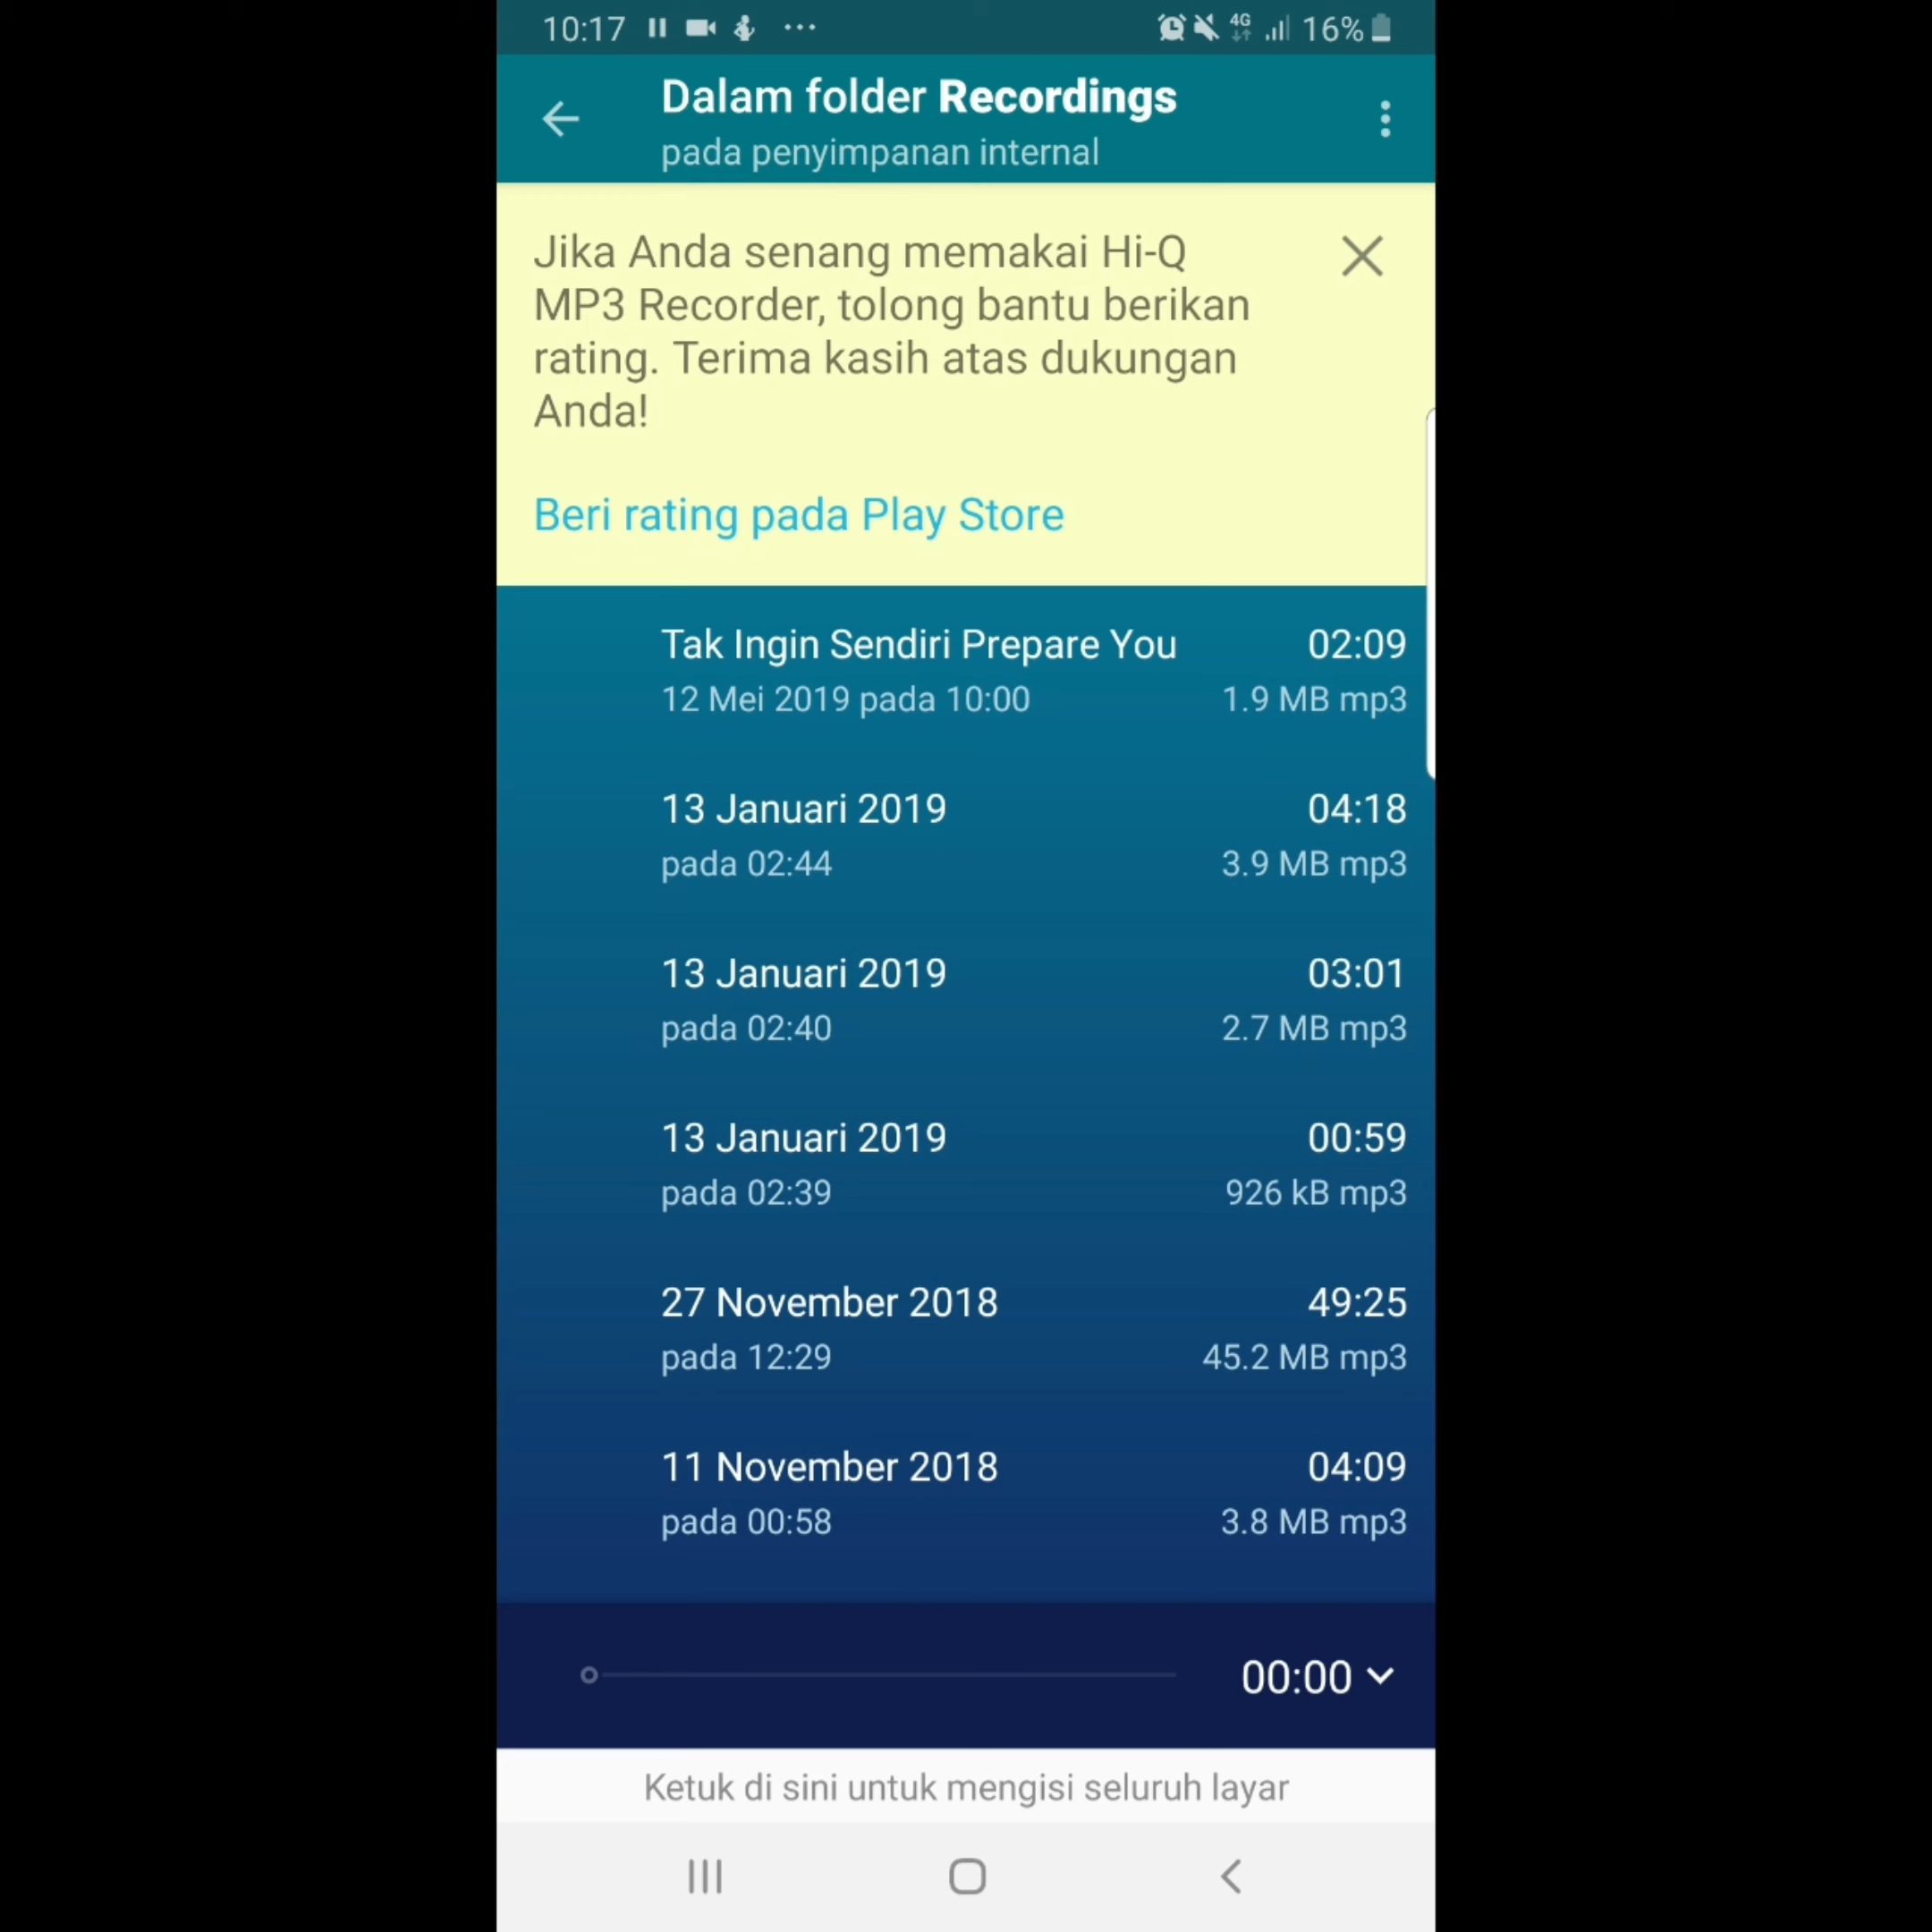 10:17
4G
16%
Dalam folder Recordings
pada penyimpanan internal
Jika Anda senang memakai Hi-Q
MP3 Recorder, tolong bantu berikan
rating. Terima kasih atas dukungan
Anda!
Beri rating pada Play Store
Tak Ingin Sendiri Prepare You 02:09
12 Mei 2019 pada 10:00 1.9 MB mp3
13 Januari 2019 04:18
pada 02:44 3.9 MB mp3
13 Januari 2019 03:01
pada 02:40 2.7 MB mp3
13 Januari 2019 00:59
pada 02:39 926 kB mp3
27 November 2018 49:25
pada 12:29 45.2 MB mp3
11 November 2018 04:09
pada 00:58 3.8 MB mp3
00:00
Ketuk di sini untuk mengisi seluruh layar